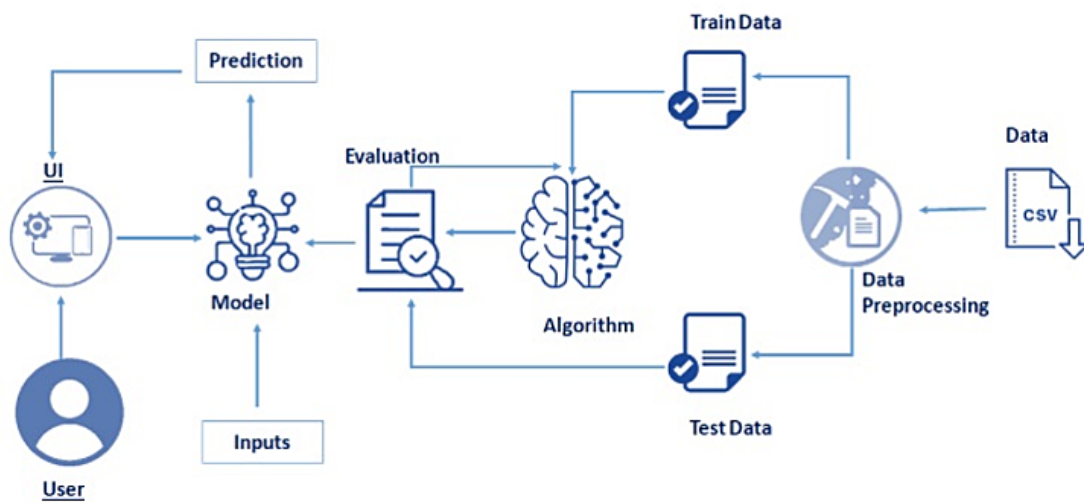 Train Data
Prediction
Data
Evaluation
UI
CSV
Model
Data
Preprocessing
Algorithm
Inputs
Test Data
User